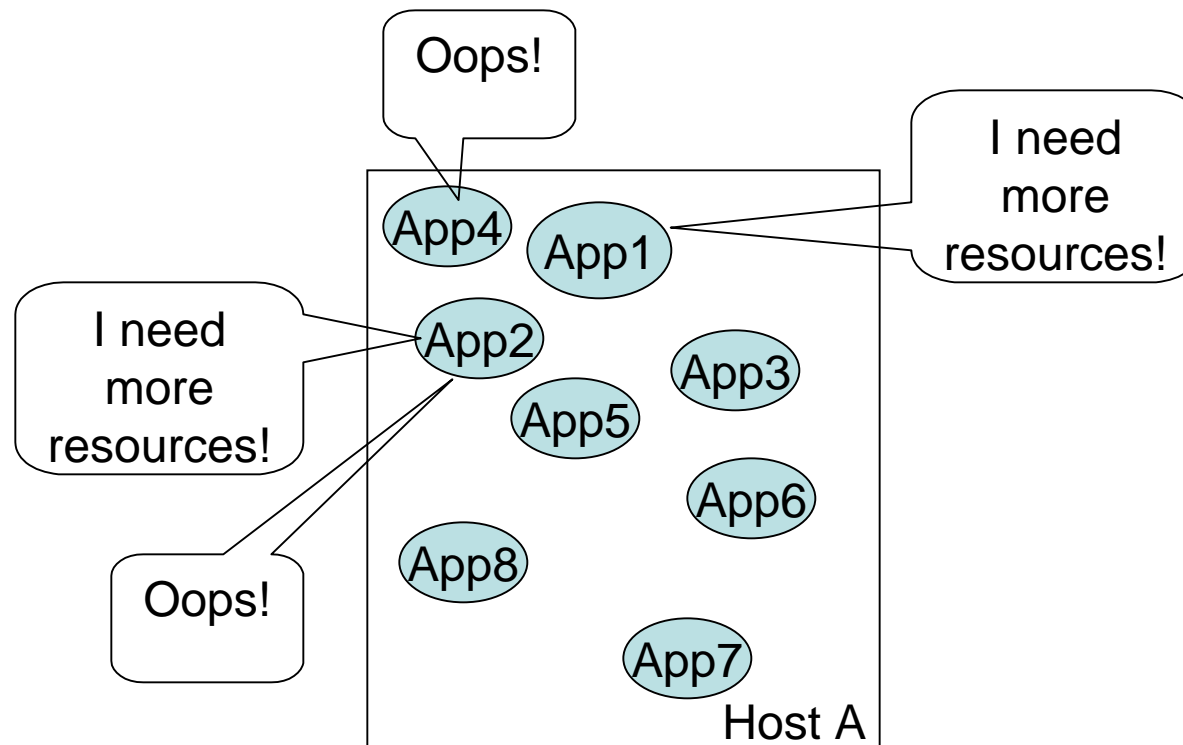 Oops!
I need
more
resources!
App4
App1
I need
more
resources!
App2
App3
App5
App6
App8
Oops!
App7
Host A